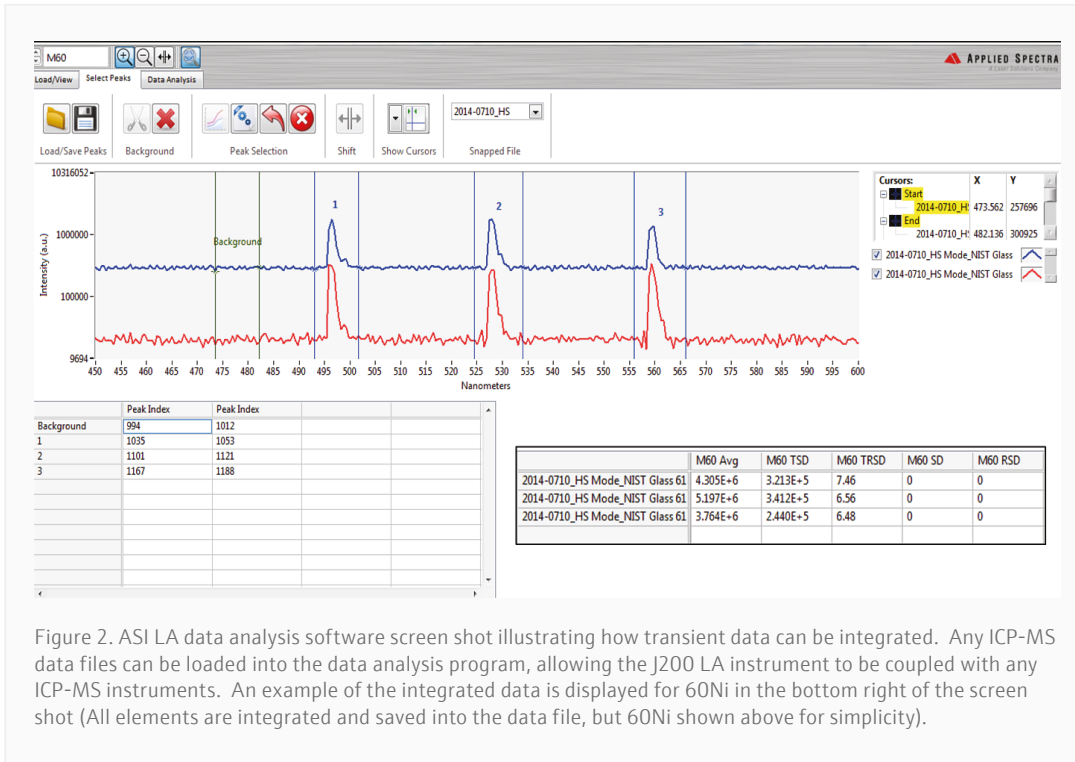 M60
APPLIED SPECTRA
A Laser Solutions Company
Load/View Select Peaks Data Analysis
2014-0710_HS
Load/Save Peaks Background Peak Selection Shift Show Cursors Snapped File
10316052
1000000
100000
9694
Intensity (a.u.)
Background
1
2
3
450 455 460 465 470 475 480 485 490 495 500 505 510 515 520 525 530 535 540 545 550 555 560 565 570 575 580 585 590 595 600
Nanometers
Cursors: X Y
Start
2014-0710_HS 473.562 257696
End
2014-0710_HS 482.136 300925
2014-0710_HS Mode_NIST Glass
2014-0710_HS Mode_NIST Glass
Peak Index Peak Index
Background 994 1012
1 1035 1053
2 1101 1121
3 1167 1188
M60 Avg M60 TSD M60 TRSD M60 SD M60 RSD
2014-0710_HS Mode_NIST Glass 61 4.305E+6 3.213E+5 7.46 0 0
2014-0710_HS Mode_NIST Glass 61 5.197E+6 3.412E+5 6.56 0 0
2014-0710_HS Mode_NIST Glass 61 3.764E+6 2.440E+5 6.48 0 0
Figure 2. ASI LA data analysis software screen shot illustrating how transient data can be integrated. Any ICP-MS
data files can be loaded into the data analysis program, allowing the J200 LA instrument to be coupled with any
ICP-MS instruments. An example of the integrated data is displayed for 60Ni in the bottom right of the screen
shot (All elements are integrated and saved into the data file, but 60Ni shown above for simplicity).